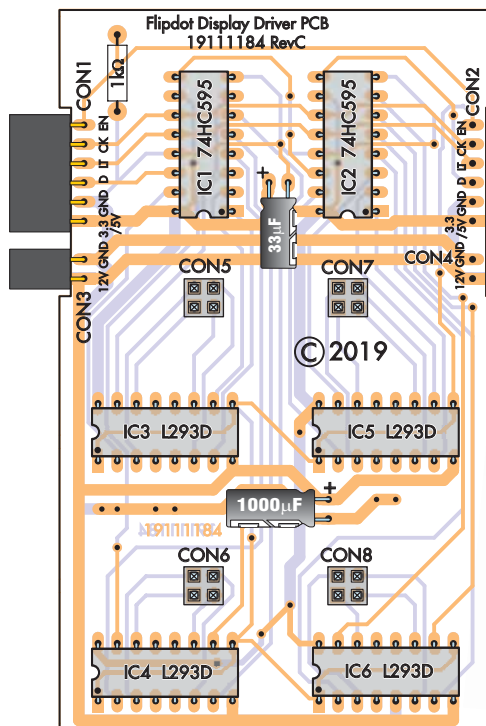 Flipdot Display Driver PCB
19111184 RevC
1kΩ
CON1
EN
CK
LT
D
GND
3.3
/5V
GND
12V
CON3
IC1 74HC595
IC2 74HC595
CON2
EN
CK
LT
D
GND
3.3
/5V
GND
12V
CON4
+
33µF
CON5
CON7
© 2019
IC3 L293D
IC5 L293D
+
1000µF
19111184
CON6
CON8
IC4 L293D
IC6 L293D